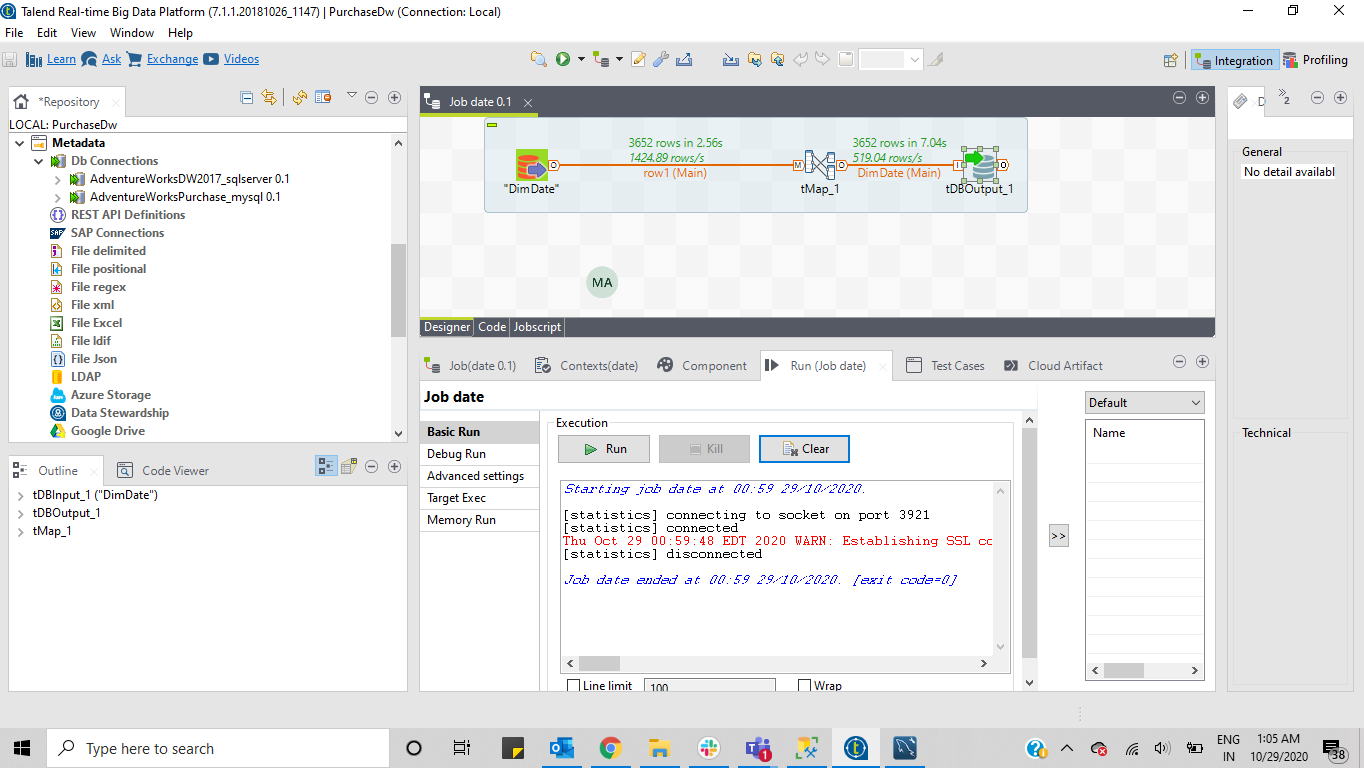 Talend Real-time Big Data Platform (7.1.1.20181026_1147) | PurchaseDw (Connection: Local)
File Edit View Window Help
Learn Ask Exchange Videos
Integration Profiling
*Repository
LOCAL: PurchaseDw
Metadata
Db Connections
AdventureWorksDW2017_sqlserver 0.1
AdventureWorksPurchase_mysql 0.1
REST API Definitions
SAP Connections
File delimited
File positional
File regex
File xml
File Excel
File ldif
File Json
LDAP
Azure Storage
Data Stewardship
Google Drive
Outline Code Viewer
tDBInput_1 ("DimDate")
tDBOutput_1
tMap_1
Job date 0.1
3652 rows in 2.56s
1424.89 rows/s
row1 (Main)
3652 rows in 7.04s
519.04 rows/s
DimDate (Main)
"DimDate"
tMap_1
tDBOutput_1
MA
Designer Code Jobscript
Job(date 0.1) Contexts(date) Component Run (Job date) Test Cases Cloud Artifact
Job date
Basic Run
Debug Run
Advanced settings
Target Exec
Memory Run
Execution
Run Kill Clear
Starting job date at 00:59 29/10/2020.
[statistics] connecting to socket on port 3921
[statistics] connected
Thu Oct 29 00:59:48 EDT 2020 WARN: Establishing SSL co
[statistics] disconnected
Job date ended at 00:59 29/10/2020. [exit code=0]
Line limit 100 Wrap
>>
Default
Name
D
2
General
No detail availabl
Technical
Type here to search
ENG
IN
1:05 AM
10/29/2020
38